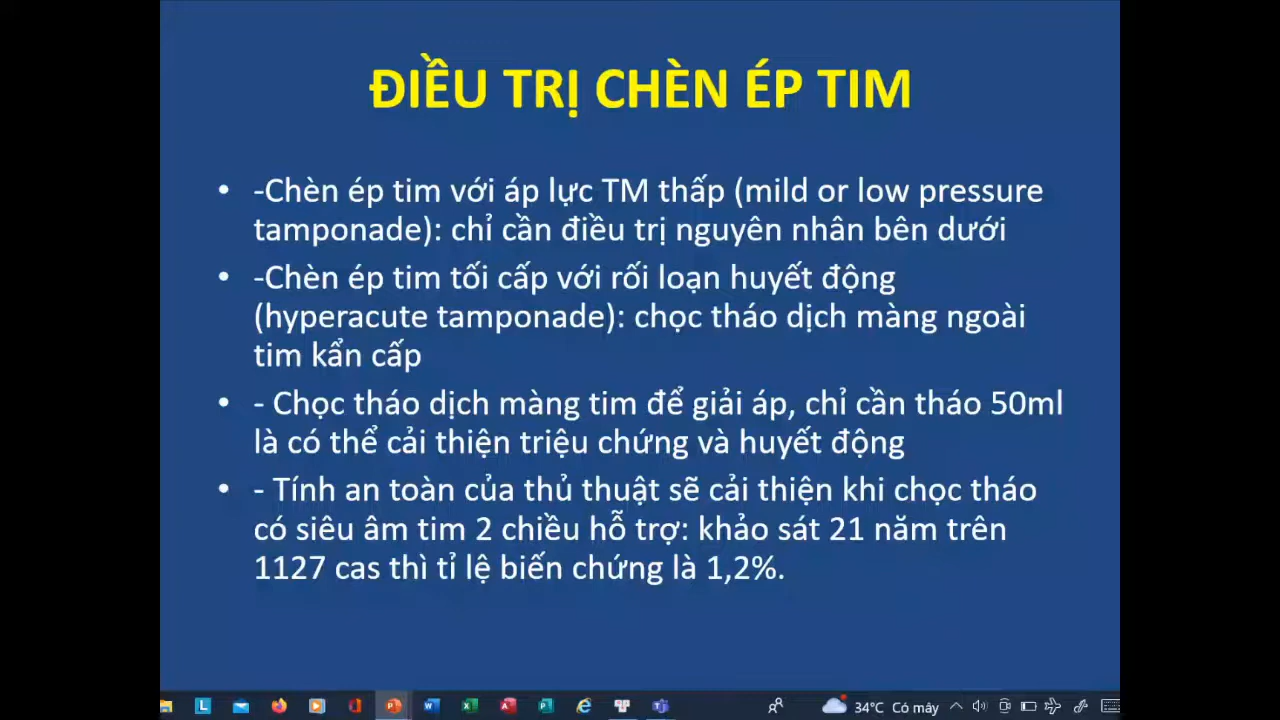 ĐIỀU TRỊ CHÈN ÉP TIM
• -Chèn ép tim với áp lực TM thấp (mild or low pressure
tamponade): chỉ cần điều trị nguyên nhân bên dưới
• -Chèn ép tim tối cấp với rối loạn huyết động
(hyperacute tamponade): chọc tháo dịch màng ngoài
tim kẩn cấp
• - Chọc tháo dịch màng tim để giải áp, chỉ cần tháo 50ml
là có thể cải thiện triệu chứng và huyết động
• - Tính an toàn của thủ thuật sẽ cải thiện khi chọc tháo
có siêu âm tim 2 chiều hỗ trợ: khảo sát 21 năm trên
1127 cas thì tỉ lệ biến chứng là 1,2%.
34°C Có mây